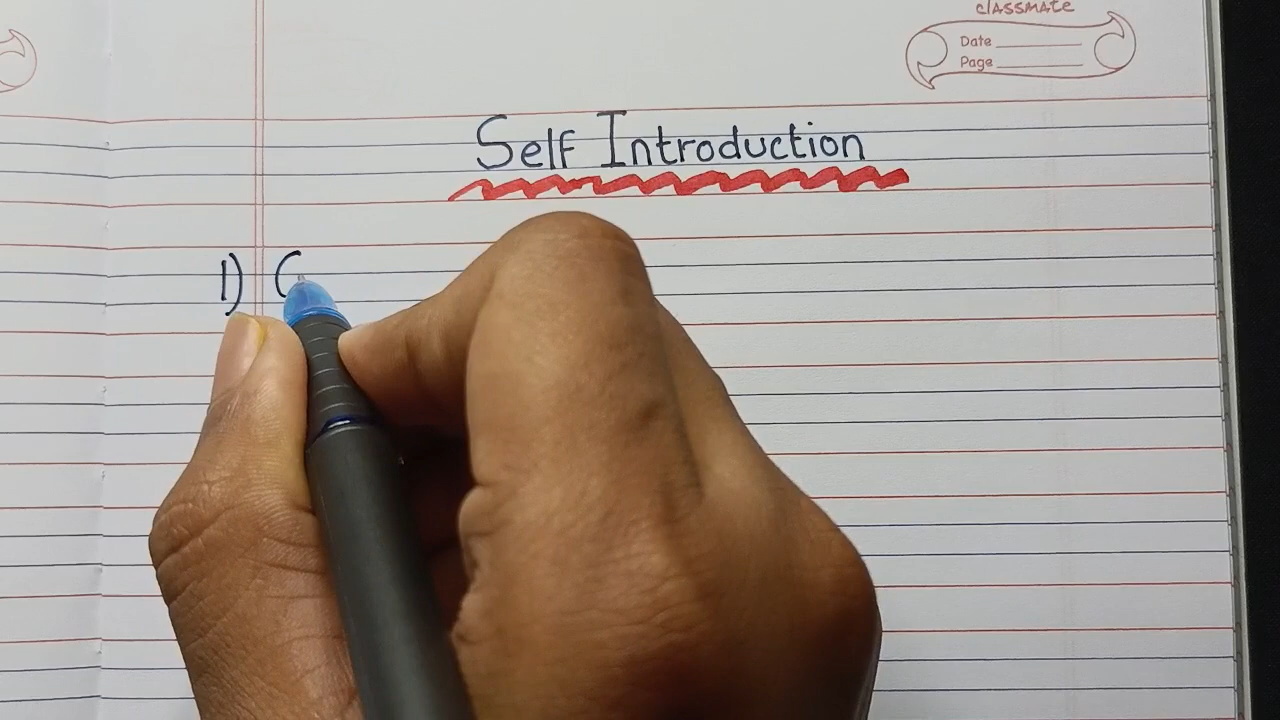 classmate
Date
Page
Self Introduction
1)